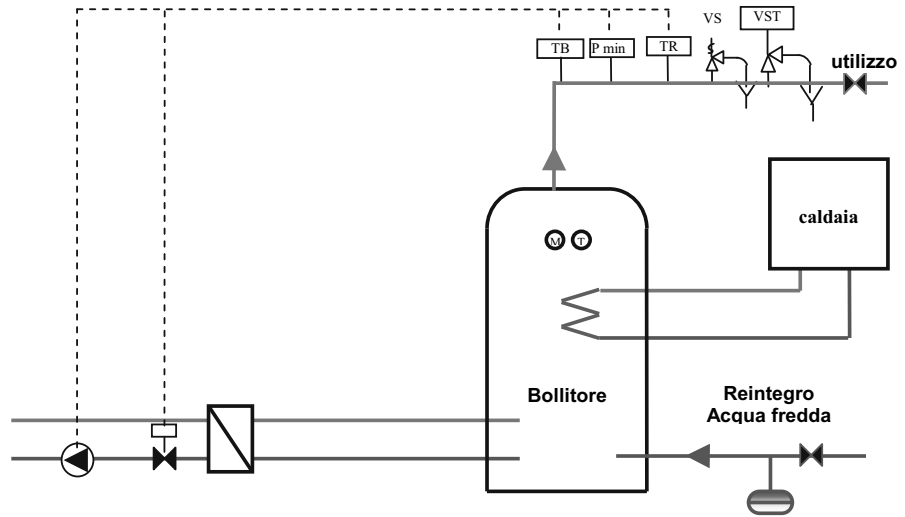 VS
VST
TB
P min
TR
utilizzo
caldaia
M
T
Bollitore
Reintegro
Acqua fredda